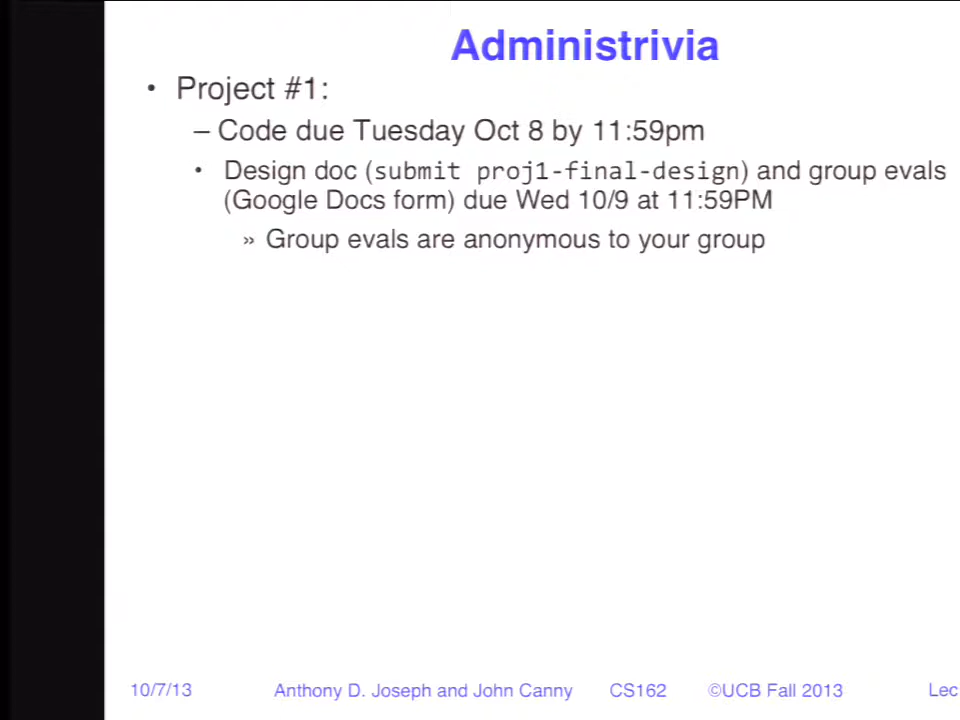 Administrivia
• Project #1:
– Code due Tuesday Oct 8 by 11:59pm
• Design doc (submit proj1-final-design) and group evals
(Google Docs form) due Wed 10/9 at 11:59PM
» Group evals are anonymous to your group
10/7/13 Anthony D. Joseph and John Canny CS162 ©UCB Fall 2013 Lec